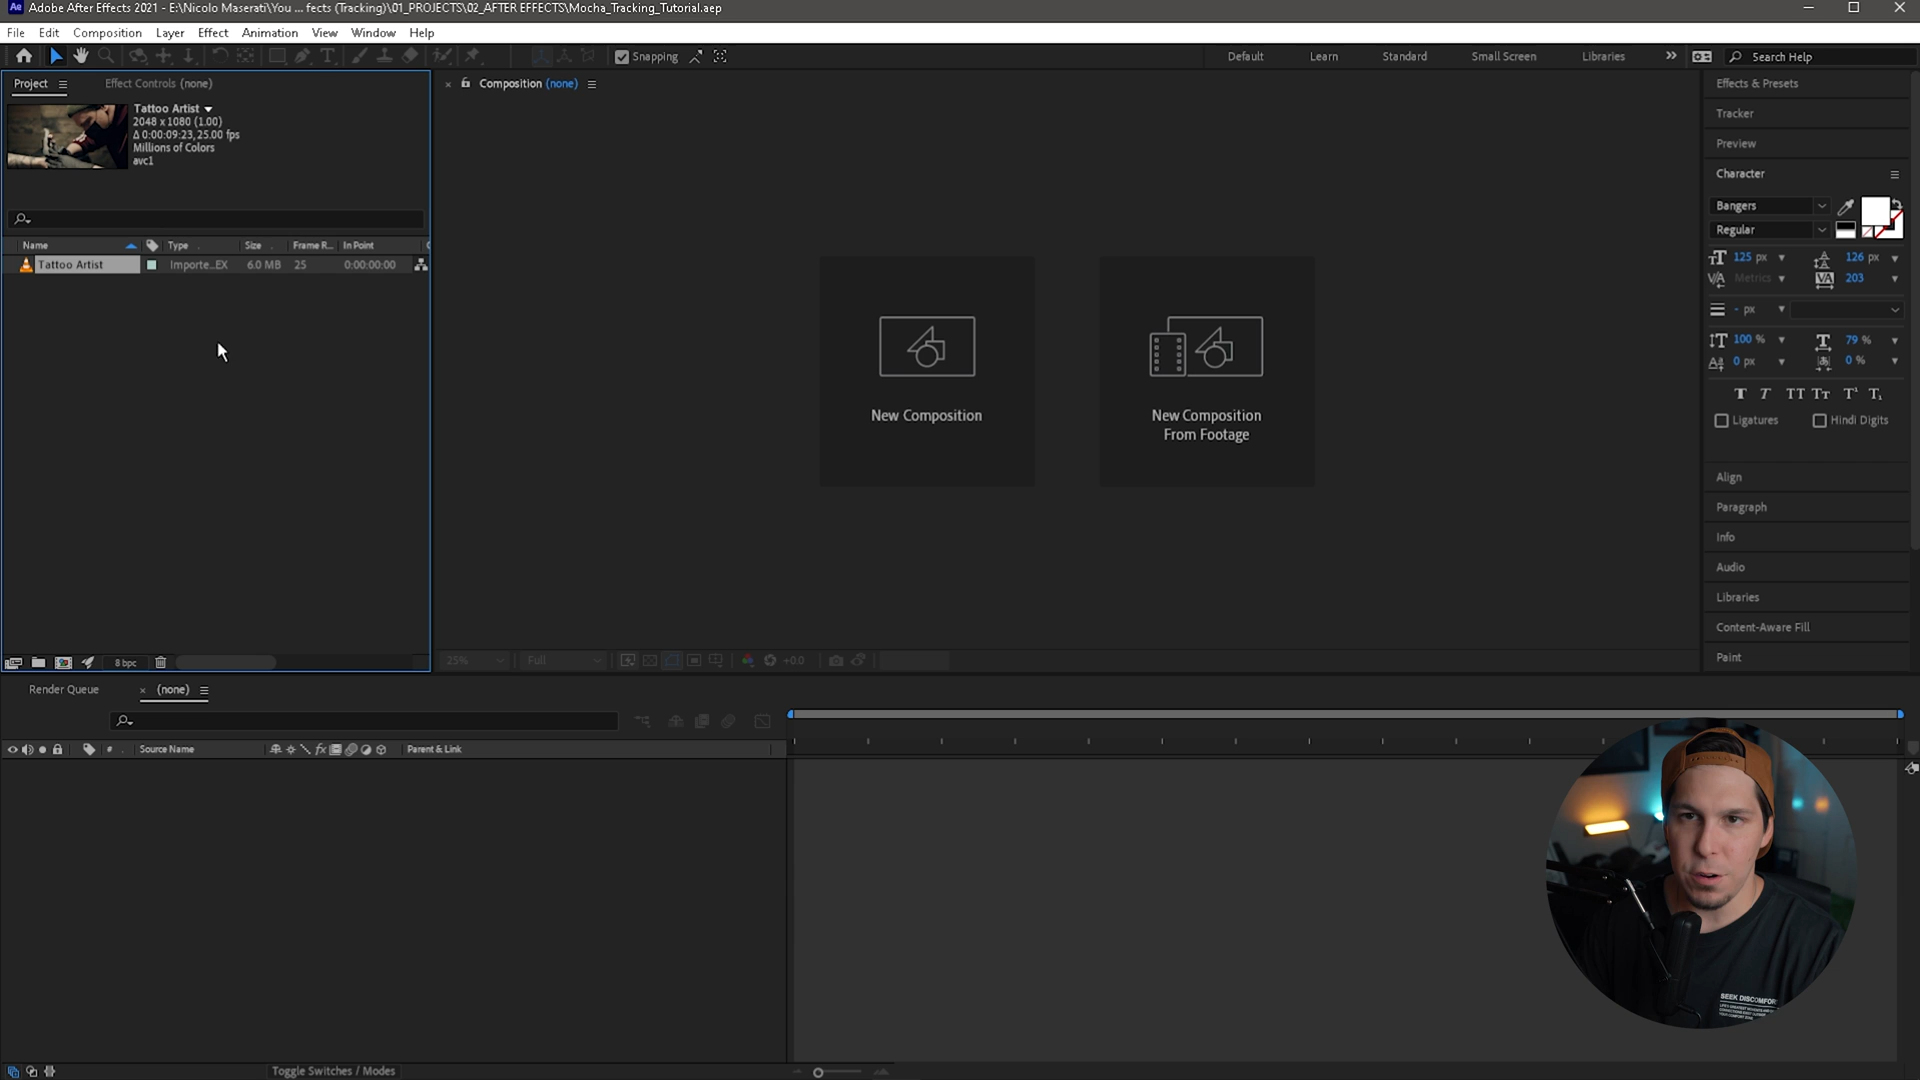 Adobe After Effects 2021 - E:\Nicolo Maserati\You ... fects (Tracking)\01_PROJECTS\02_AFTER EFFECTS\Mocha_Tracking_Tutorial.aep
File Edit Composition Layer Effect Animation View Window Help
Snapping Default Learn Standard Small Screen Libraries Search Help
Project Effect Controls (none)
Composition (none)
Tattoo Artist
2048 x 1080 (1.00)
Δ 0:00:09:23, 25.00 fps
Millions of Colors
avc1
Name Type Size Frame R... In Point
Tattoo Artist Importe...EX 6.0 MB 25 0:00:00:00
New Composition
New Composition
From Footage
Effects & Presets
Tracker
Preview
Character
Bangers
Regular
125 px 126 px
Metrics 203
- px
100 % 79 %
0 px 0 %
Ligatures Hindi Digits
Align
Paragraph
Info
Audio
Libraries
Content-Aware Fill
Paint
8 bpc
25% Full +0.0
Render Queue (none)
# Source Name Parent & Link
SEEK DISCOMFORT
Toggle Switches / Modes